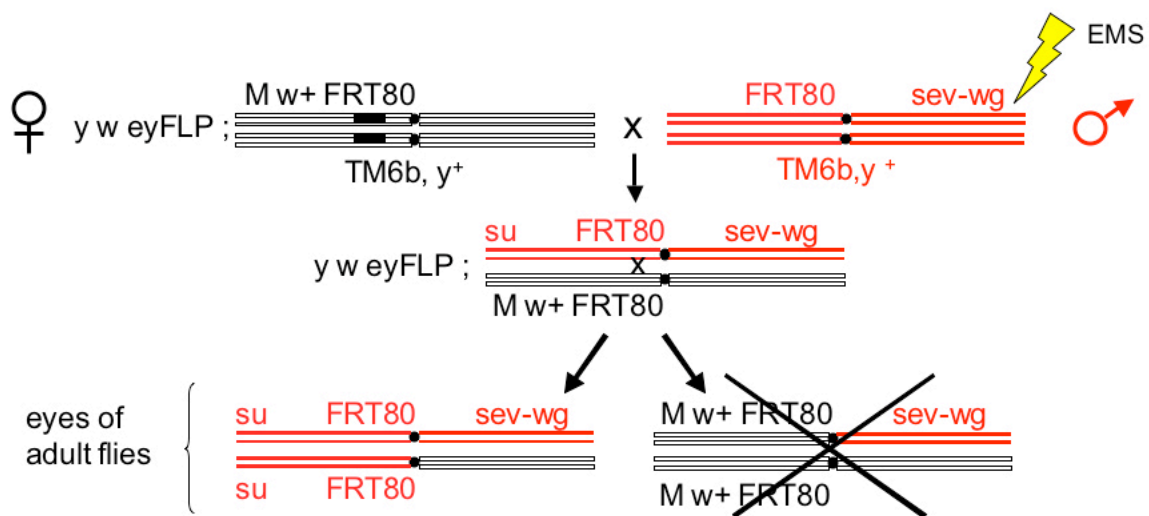 EMS
M w+ FRT80
FRT80 sev-wg
♀ y w eyFLP ; x ♂
TM6b, y+
TM6b,y +
su FRT80 sev-wg
y w eyFLP ; x
M w+ FRT80
eyes of
adult flies
su FRT80 sev-wg
su FRT80
M w+ FRT80 sev-wg
M w+ FRT80